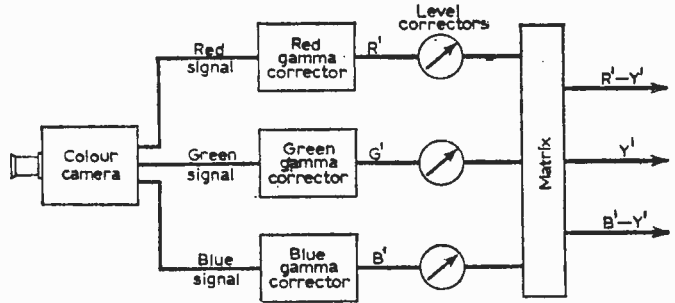 Level
correctors
Red
signal
Red
gamma
corrector
R'
Colour
camera
Green
signal
Green
gamma
corrector
G'
Blue
signal
Blue
gamma
corrector
B'
Matrix
R'-Y'
Y'
B'-Y'